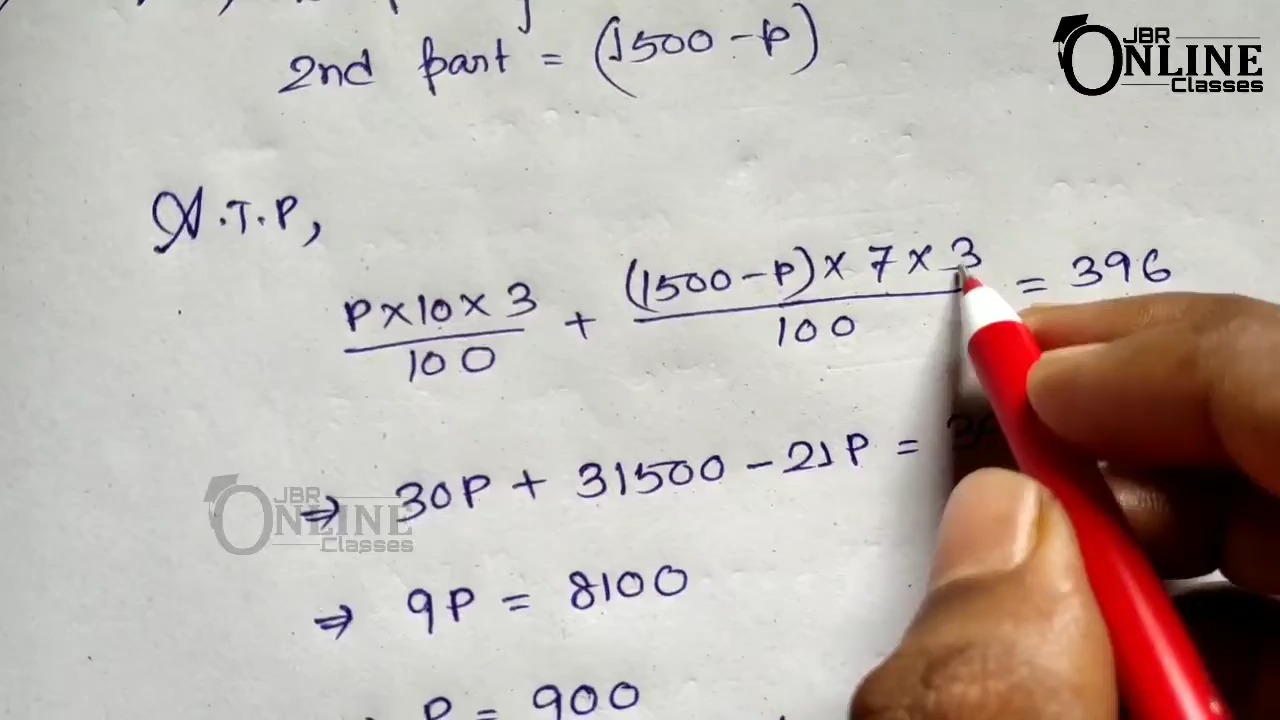 2nd part = (1500 - P)
JBR
ONLINE
Classes
A.T.P,
P×10×3/100 + (1500-P)×7×3/100 = 396
⇒ 30P + 31500 - 21P =
JBR
ONLINE
Classes
⇒ 9P = 8100
P = 900